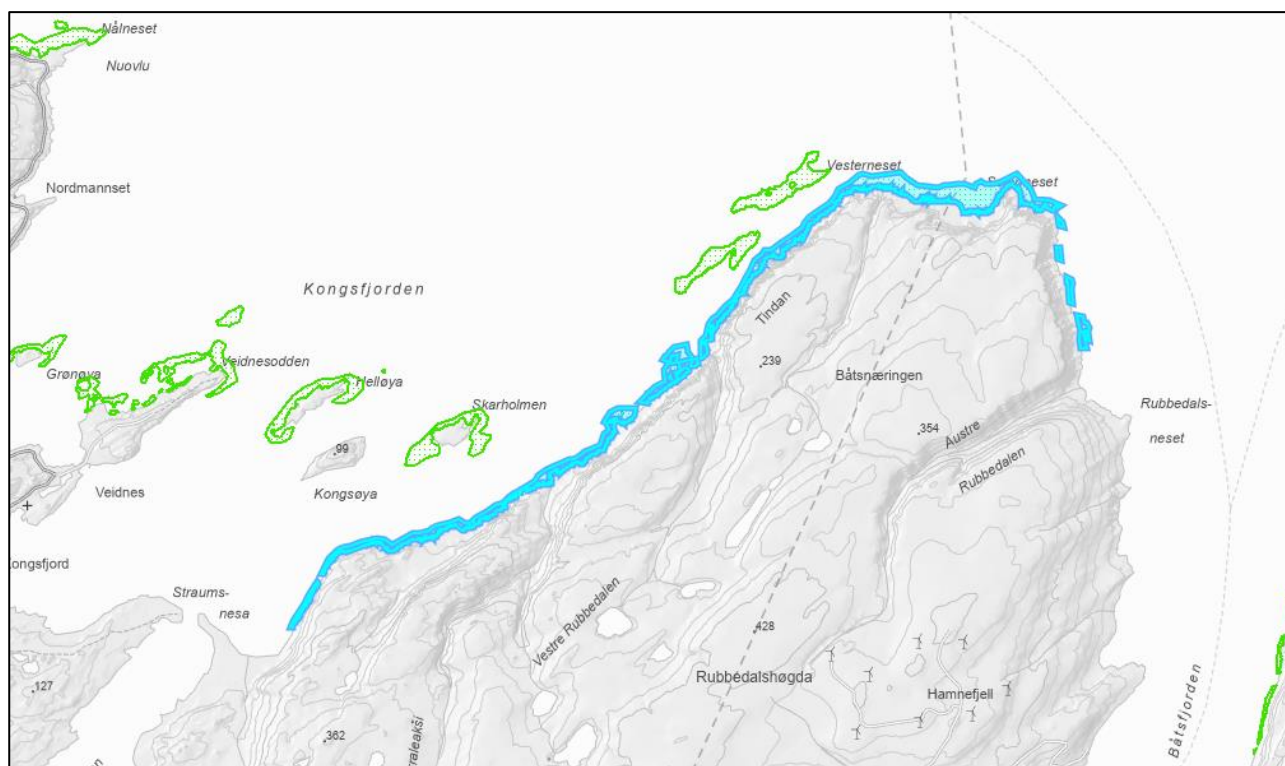 Nålneset
Nuovlu
Nordmannset
Vesterneset
Kongsfjorden
Tindan
239
Båtsnæringen
Veidnesodden
Grønøya
Helløya
Skarholmen
Rubbedals-
neset
354
Austre
Rubbedalen
99
Kongsøya
Veidnes
ongsfjord
Straums-
nesa
Vestre Rubbedalen
428
Rubbedalshøgda
Hamnefjell
127
362
Båtsfjorden